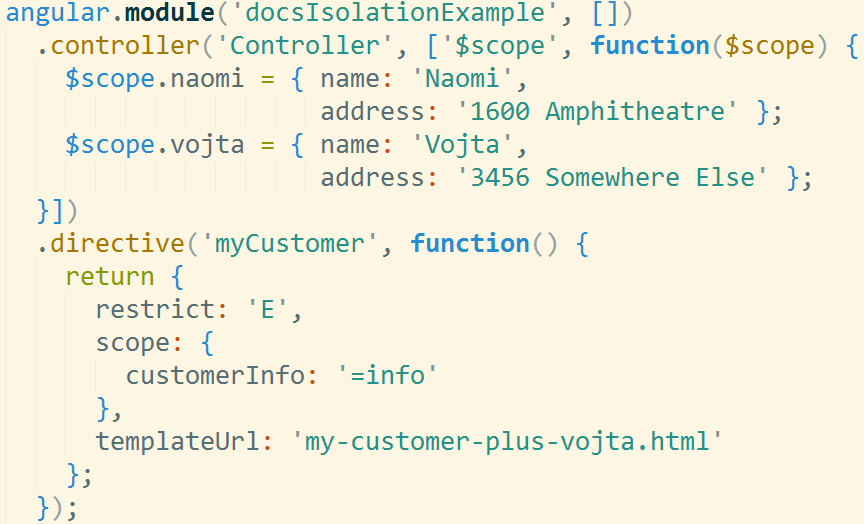 angular.module('docsIsolationExample', [])
  .controller('Controller', ['$scope', function($scope) {
    $scope.naomi = { name: 'Naomi',
                     address: '1600 Amphitheatre' };
    $scope.vojta = { name: 'Vojta',
                     address: '3456 Somewhere Else' };
  }])
  .directive('myCustomer', function() {
    return {
      restrict: 'E',
      scope: {
        customerInfo: '=info'
      },
      templateUrl: 'my-customer-plus-vojta.html'
    };
  });